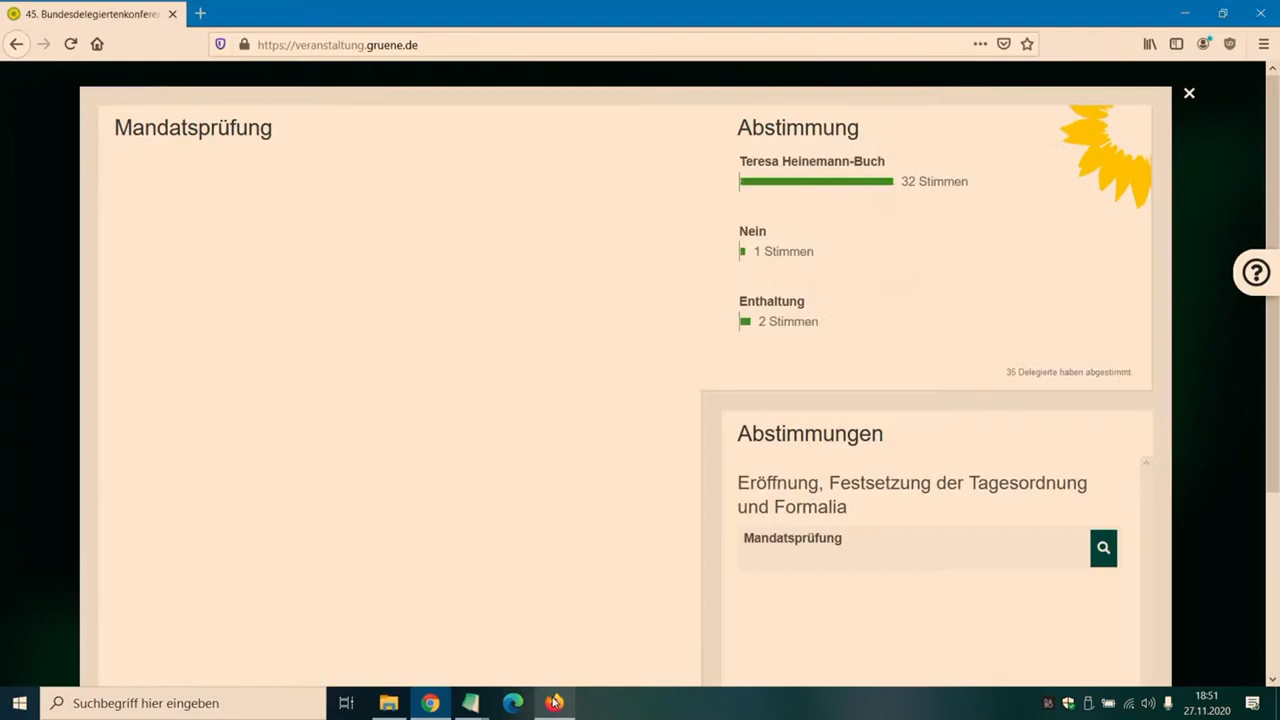 45. Bundesdelegiertenkonfere
https://veranstaltung.gruene.de
Mandatsprüfung
Abstimmung
Teresa Heinemann-Buch
32 Stimmen
Nein
1 Stimmen
Enthaltung
2 Stimmen
35 Delegierte haben abgestimmt
Abstimmungen
Eröffnung, Festsetzung der Tagesordnung
und Formalia
Mandatsprüfung
Suchbegriff hier eingeben
18:51
27.11.2020